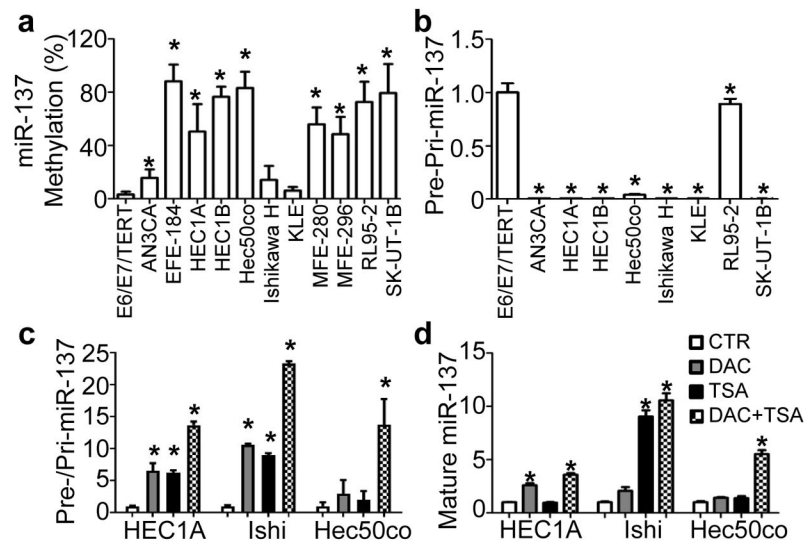 a
miR-137
Methylation (%)
120
80
40
0
* * * * * * * * * *
E6/E7/TERT
AN3CA
EFE-184
HEC1A
HEC1B
Hec50co
Ishikawa H
KLE
MFE-280
MFE-296
RL95-2
SK-UT-1B
b
Pre-Pri-miR-137
1.5
1.0
0.5
0
* * * * * * * *
E6/E7/TERT
AN3CA
HEC1A
HEC1B
Hec50co
Ishikawa H
KLE
RL95-2
SK-UT-1B
c
Pre-/Pri-miR-137
25
20
15
10
5
0
* * * * * * *
HEC1A Ishi Hec50co
d
Mature miR-137
15
10
5
0
* * * * *
HEC1A Ishi Hec50co
CTR
DAC
TSA
DAC+TSA